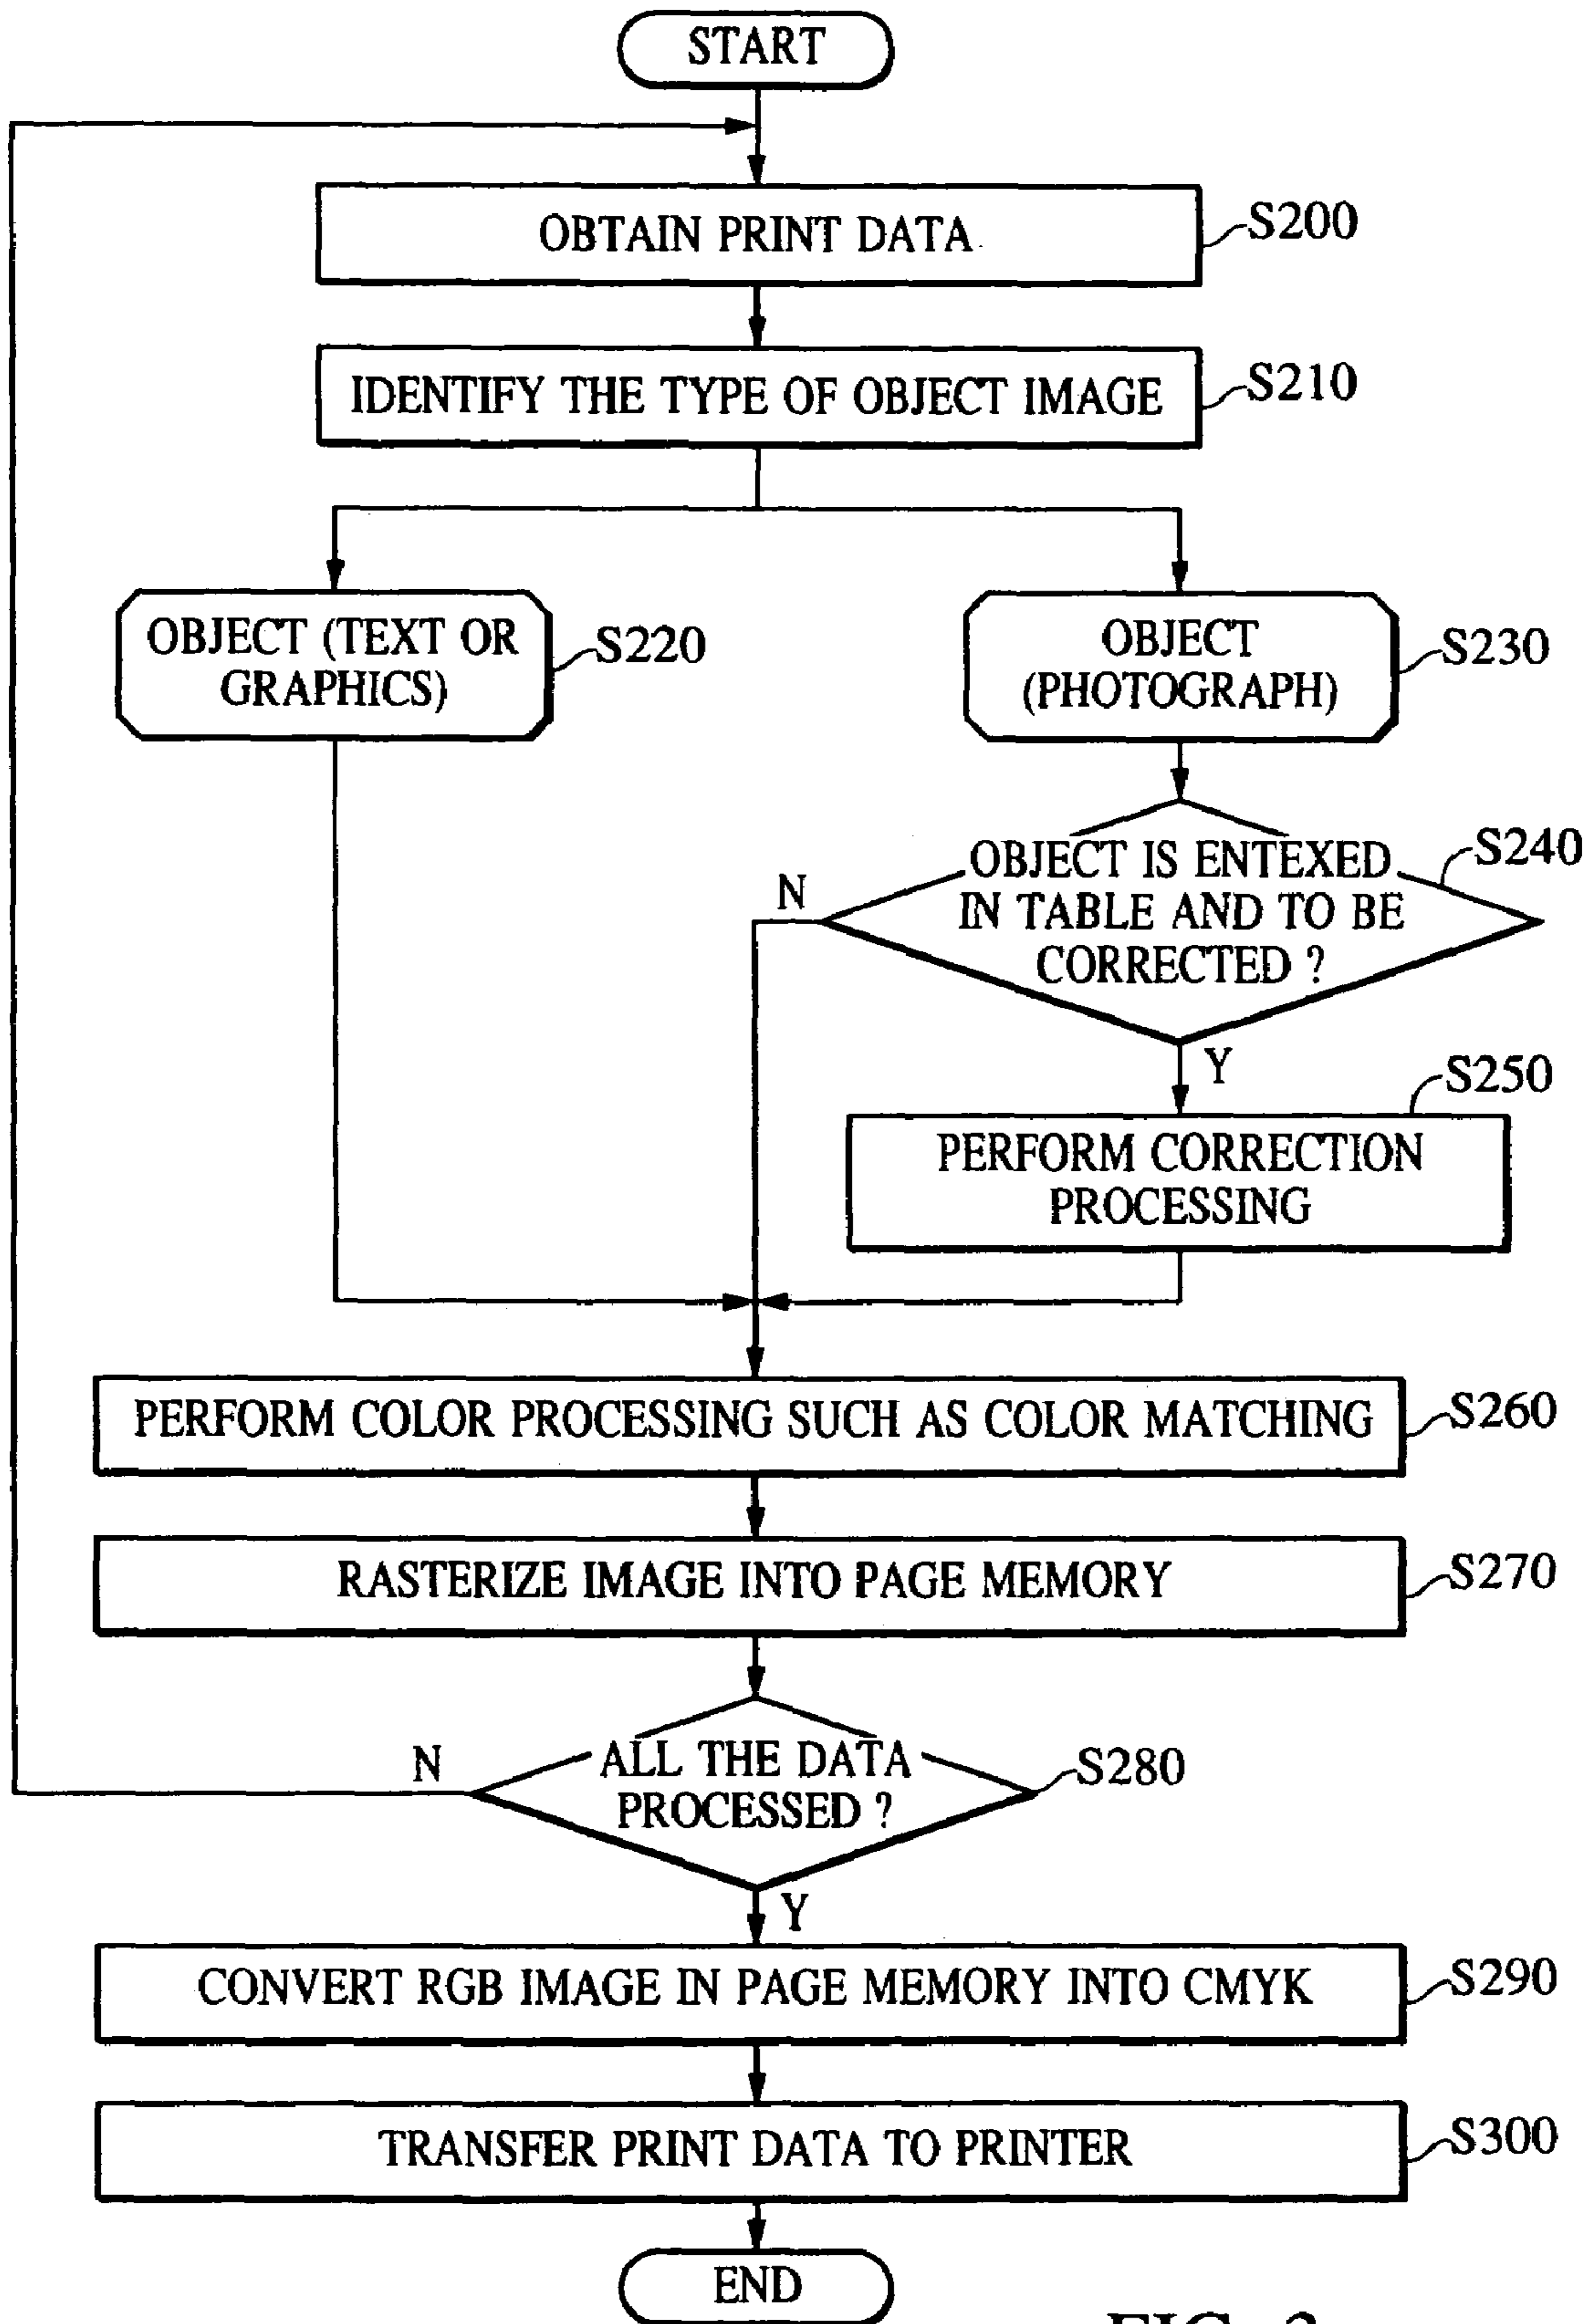 START
OBTAIN PRINT DATA
S200
IDENTIFY THE TYPE OF OBJECT IMAGE
S210
OBJECT (TEXT OR
GRAPHICS)
S220
OBJECT
(PHOTOGRAPH)
S230
OBJECT IS ENTEXED
IN TABLE AND TO BE
CORRECTED ?
S240
N
Y
PERFORM CORRECTION
PROCESSING
S250
PERFORM COLOR PROCESSING SUCH AS COLOR MATCHING
S260
RASTERIZE IMAGE INTO PAGE MEMORY
S270
ALL THE DATA
PROCESSED ?
S280
N
Y
CONVERT RGB IMAGE IN PAGE MEMORY INTO CMYK
S290
TRANSFER PRINT DATA TO PRINTER
S300
END